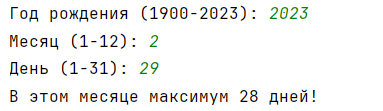 Год рождения (1900-2023): 2023
Месяц (1-12): 2
День (1-31): 29
В этом месяце максимум 28 дней!